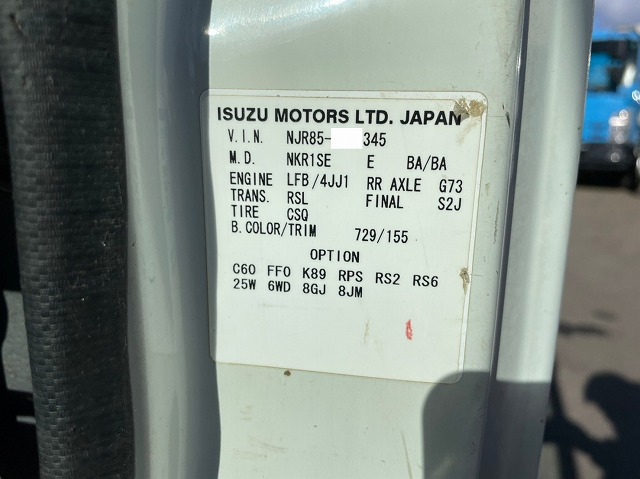 ISUZU MOTORS LTD. JAPAN
V.I.N. NJR85- 345
M.D. NKR1SE E BA/BA
ENGINE LFB/4JJ1 RR AXLE G73
TRANS. RSL FINAL S2J
TIRE CSQ
B.COLOR/TRIM 729/155
OPTION
C60 FF0 K89 RPS RS2 RS6
25W 6WD 8GJ 8JM